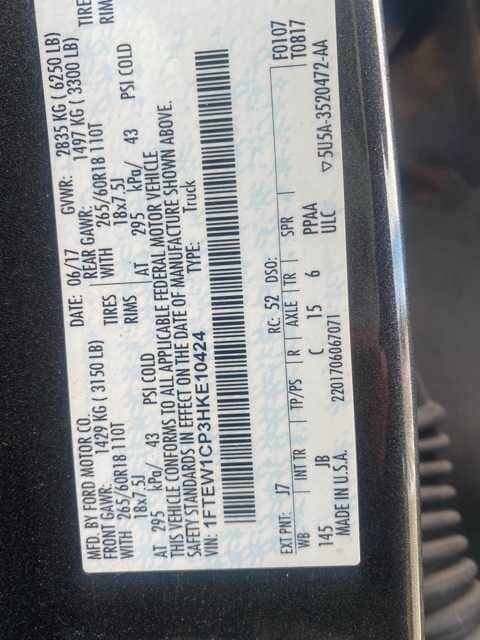 MFD. BY FORD MOTOR CO.
DATE: 06/17 GVWR: 2835 KG ( 6250 LB)
FRONT GAWR: 1429 KG ( 3150 LB) REAR GAWR: 1497 KG ( 3300 LB)
WITH 265/60R18 110T TIRES WITH 265/60R18 110T TIRES
18x7.5J RIMS 18x7.5J RIMS
AT 295 kPa/ 43 PSI COLD AT 295 kPa/ 43 PSI COLD
THIS VEHICLE CONFORMS TO ALL APPLICABLE FEDERAL MOTOR VEHICLE
SAFETY STANDARDS IN EFFECT ON THE DATE OF MANUFACTURE SHOWN ABOVE.
VIN: 1FTEW1CP3HKE10424 TYPE: Truck
F0107
T0817
EXT PNT: J7 RC: 52 DSO:
WB INT TR TP/PS R AXLE TR SPR
145 JB C 15 6 PPAA
ULC
MADE IN U.S.A. 220170606707I
▽5U5A-3520472-AA